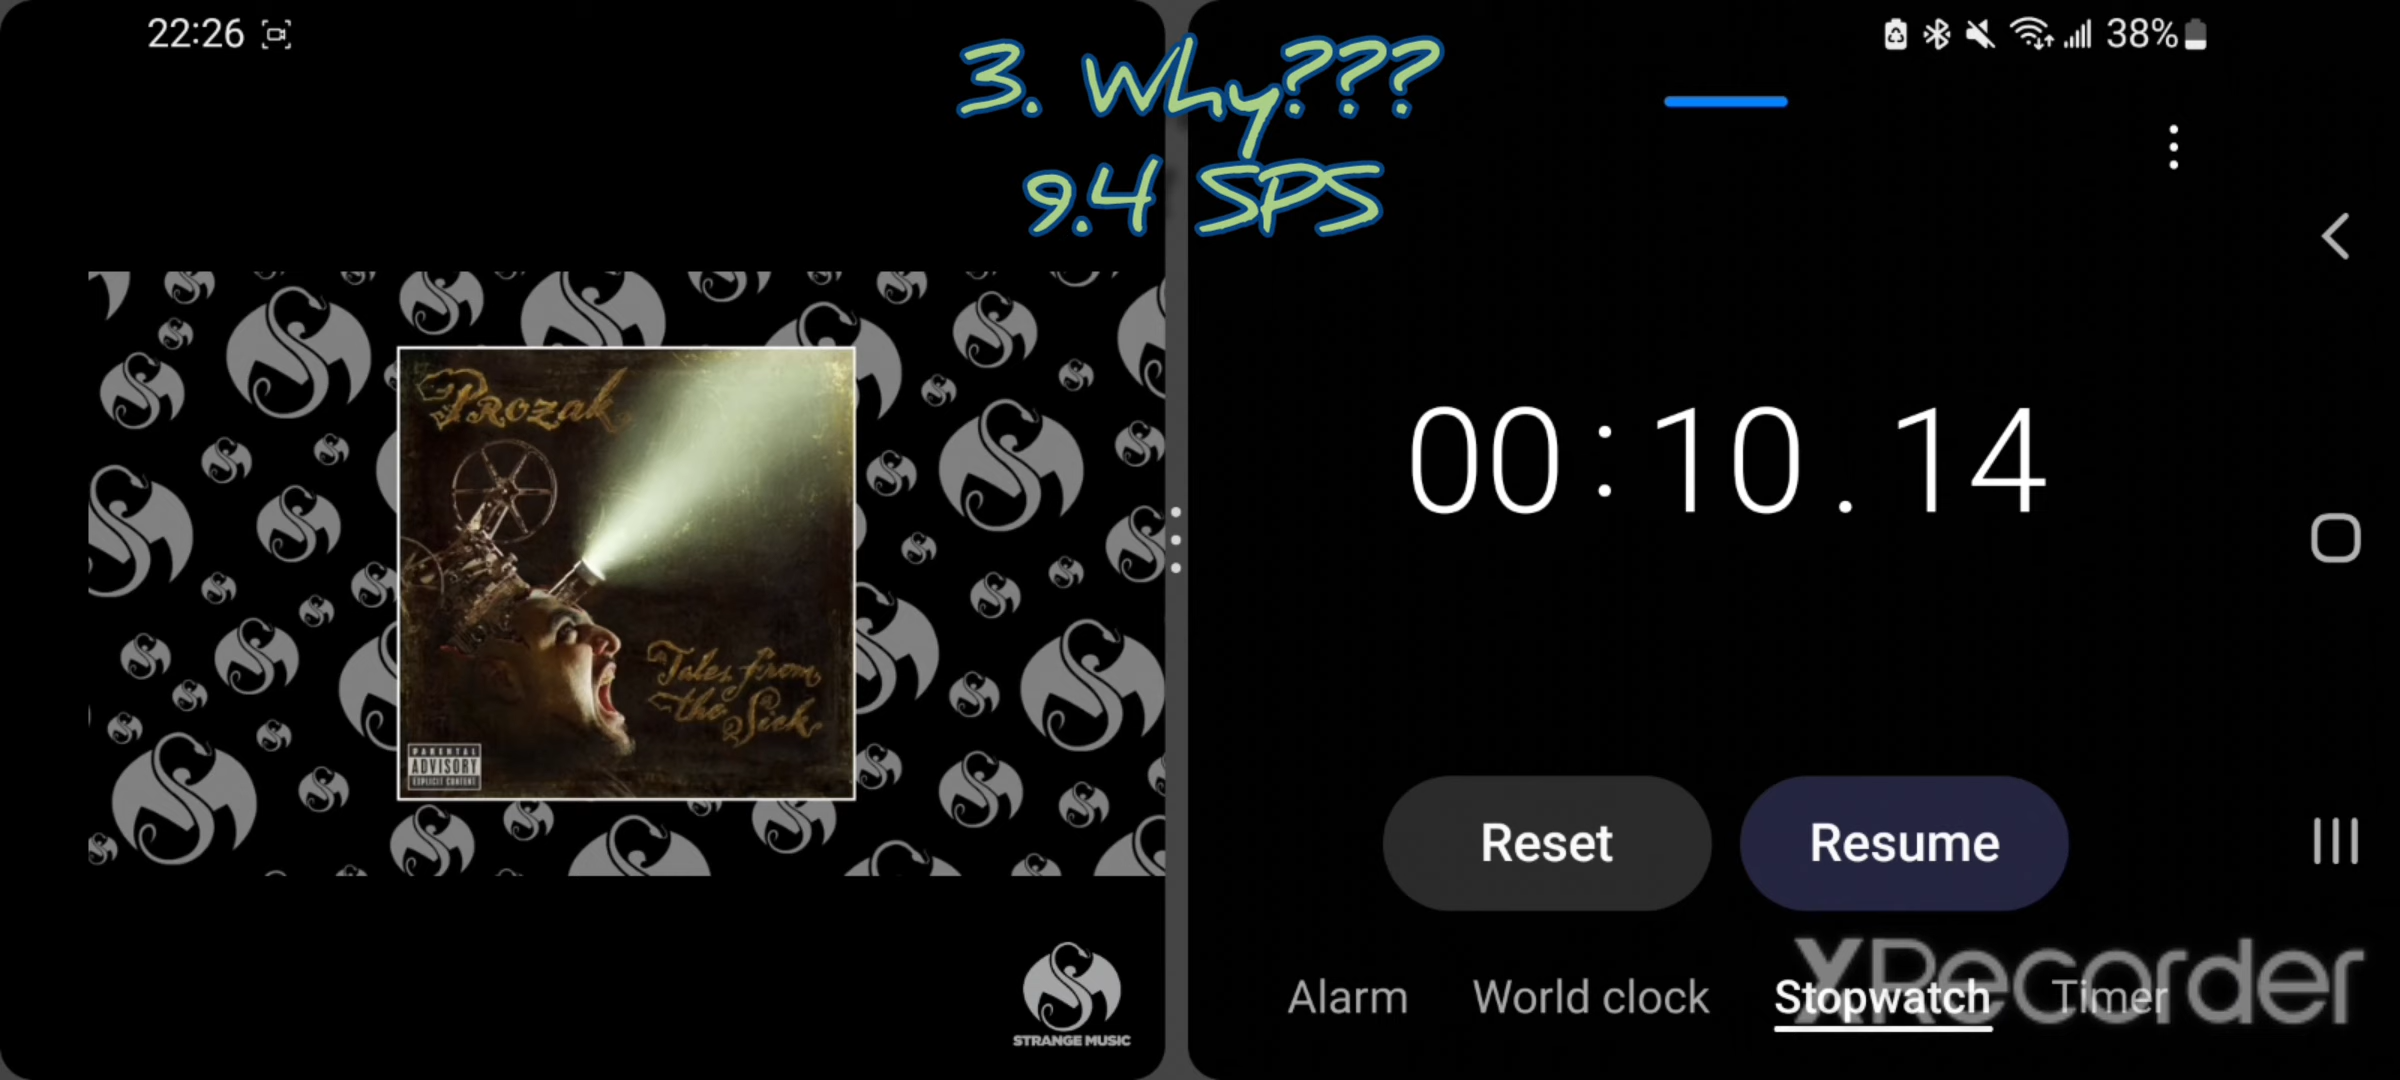 22:26
38%
3. Why???
9.4 SPS
Prozak
Tales from
the Sick
PARENTAL
ADVISORY
EXPLICIT CONTENT
STRANGE MUSIC
00:10.14
Reset
Resume
Alarm
World clock
Stopwatch
Timer
XRecorder